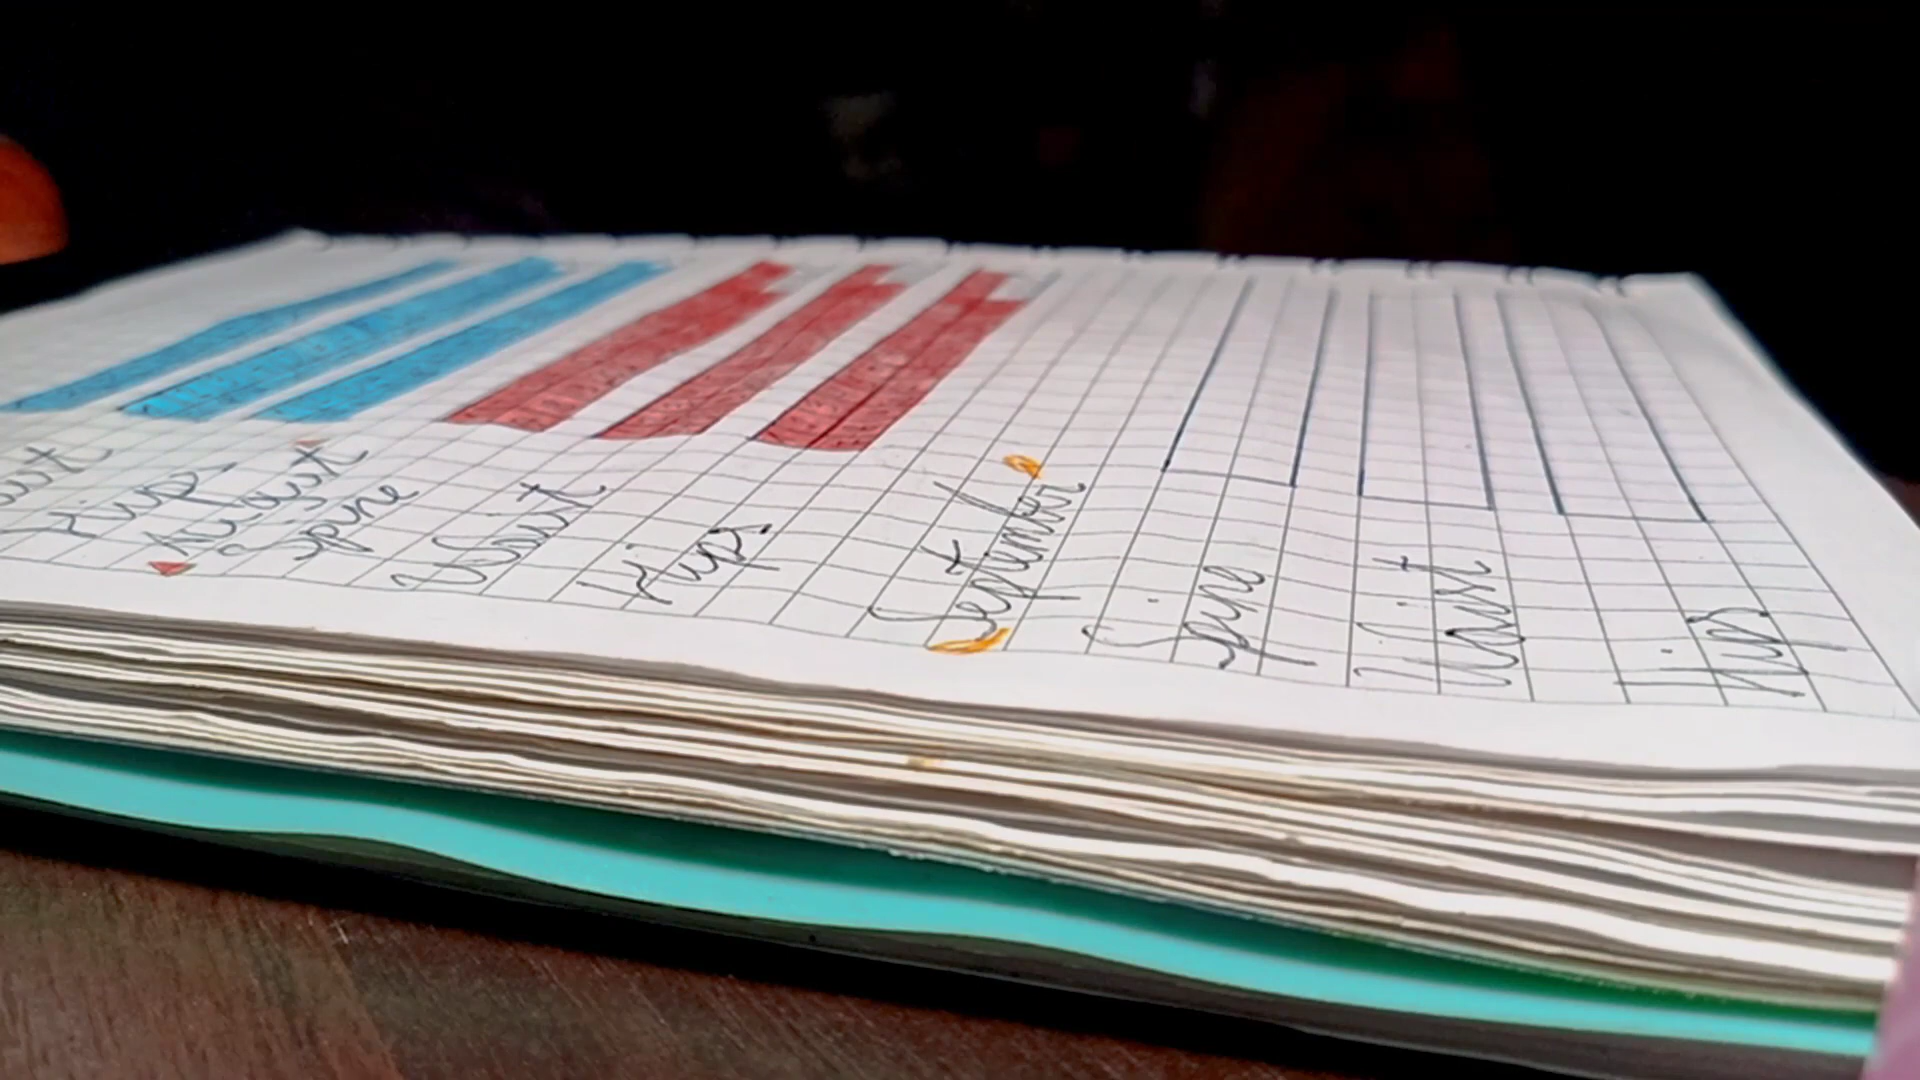 Hips
August
Spine
Waist
Hips
September
Spine
Waist
Hips